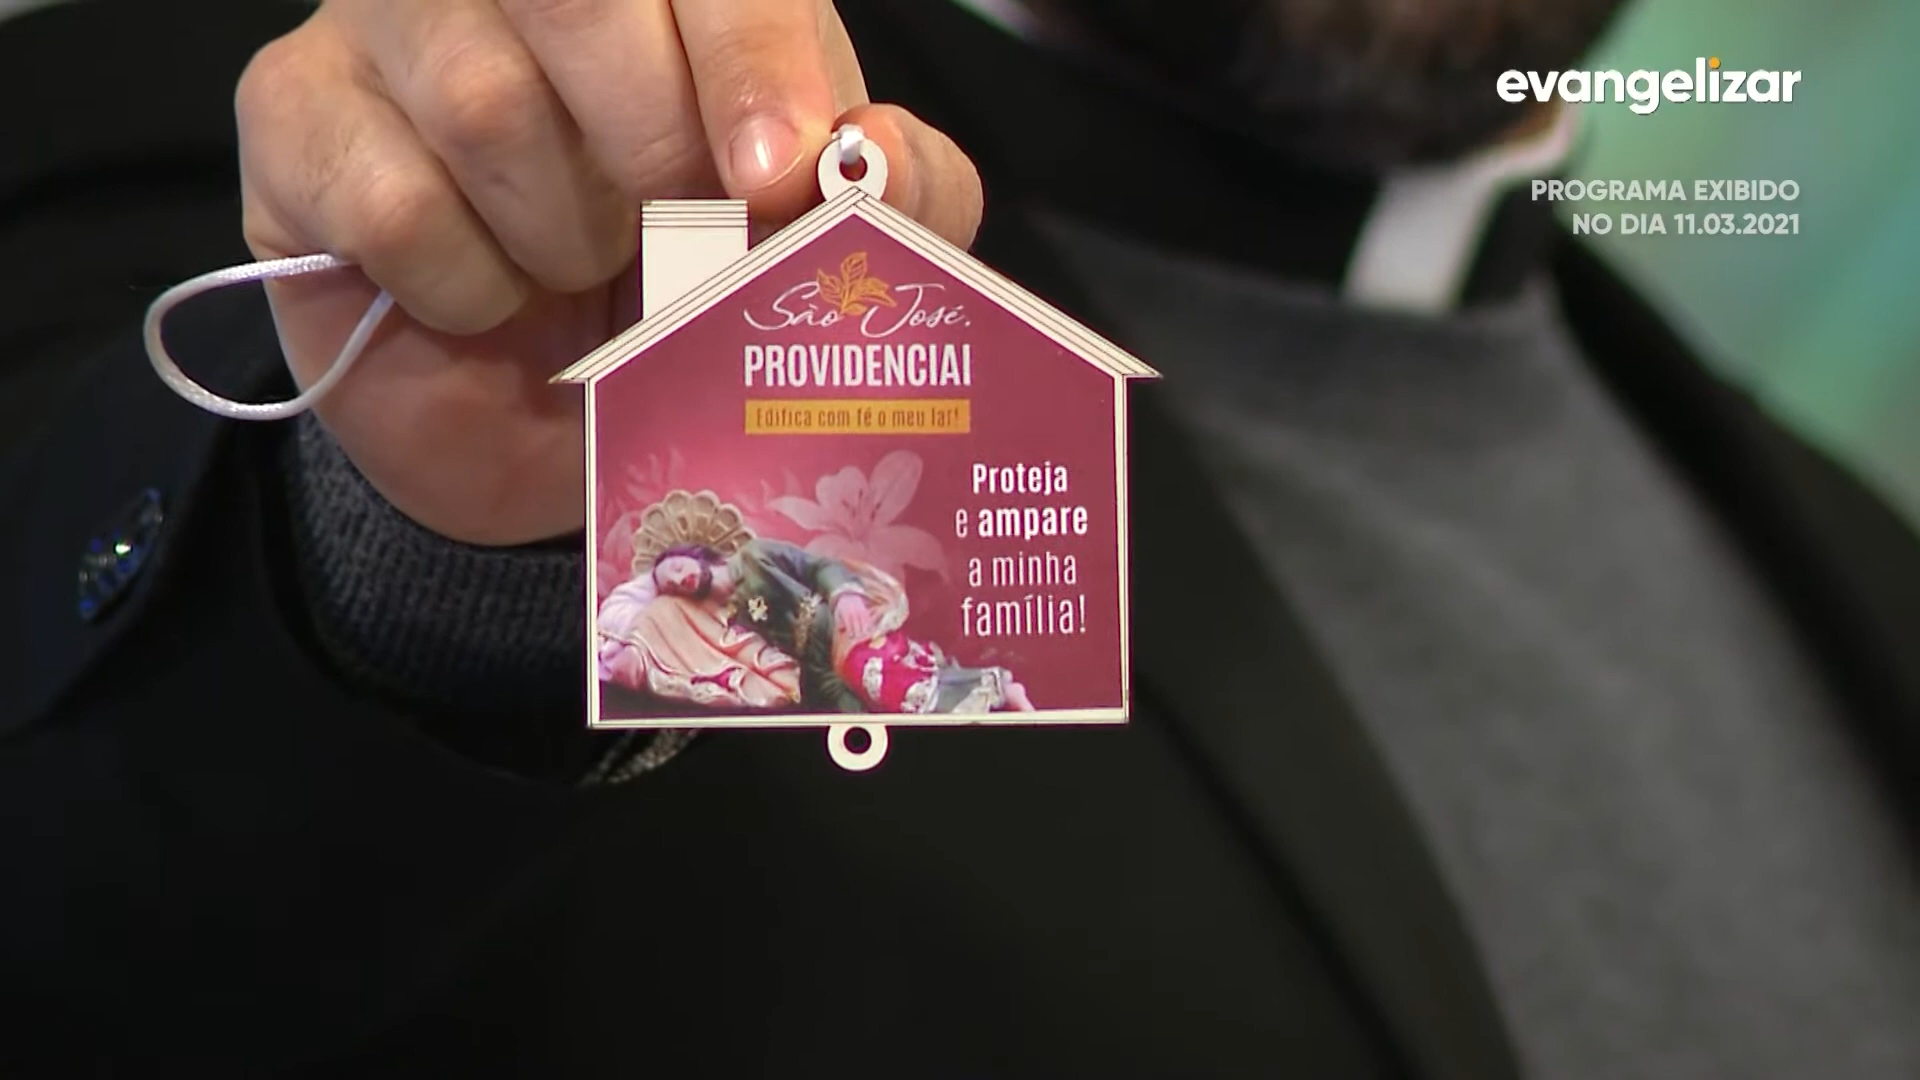 evangelizar
PROGRAMA EXIBIDO
NO DIA 11.03.2021
São José,
PROVIDENCIAI
Edifica com fé o meu lar!
Proteja
e ampare
a minha
família!